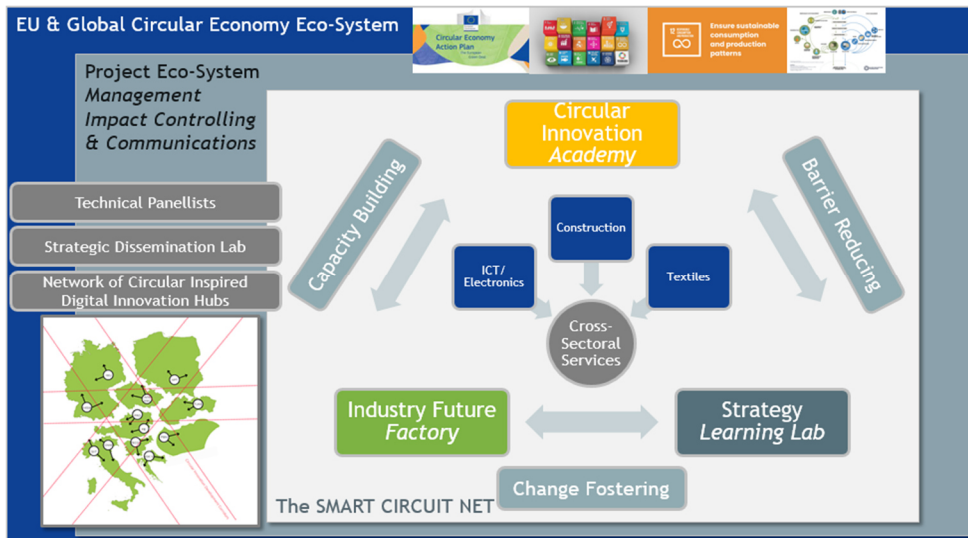 EU & Global Circular Economy Eco-System
Circular Economy
Action Plan
Ensure sustainable
consumption
and production
patterns
Project Eco-System
Management
Impact Controlling
& Communications
Technical Panellists
Strategic Dissemination Lab
Network of Circular Inspired
Digital Innovation Hubs
Circular
Innovation
Academy
Capacity Building
Barrier Reducing
Construction
ICT/
Electronics
Textiles
Cross-
Sectoral
Services
Industry Future
Factory
Strategy
Learning Lab
Change Fostering
The SMART CIRCUIT NET